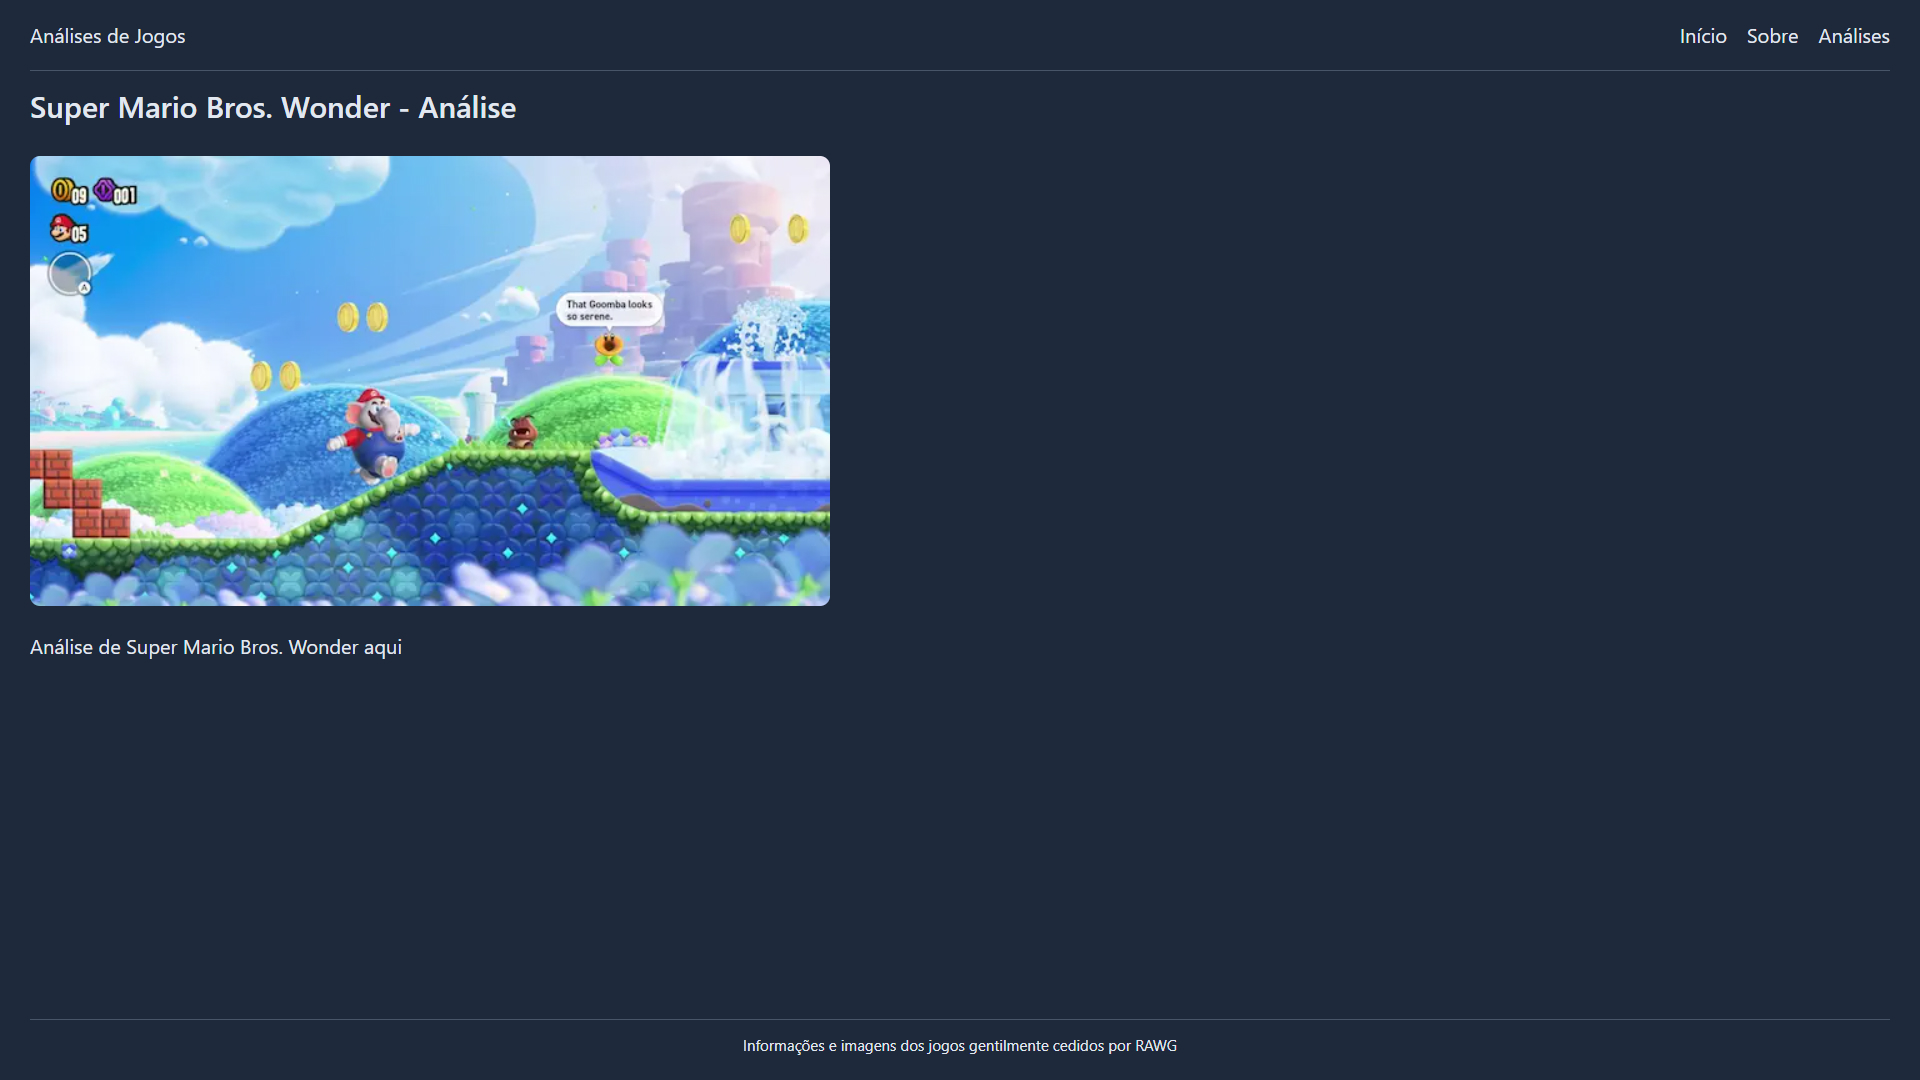 Análises de Jogos
Início Sobre Análises
Super Mario Bros. Wonder - Análise
09 001
05
A
That Goomba looks
so serene.
Análise de Super Mario Bros. Wonder aqui
Informações e imagens dos jogos gentilmente cedidos por RAWG